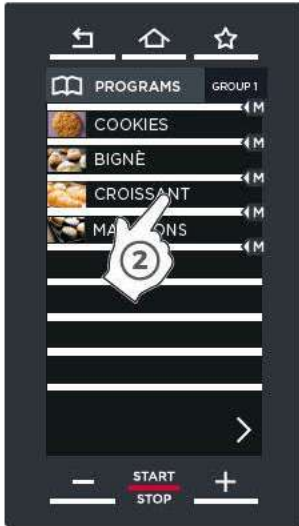 PROGRAMS GROUP 1
M
COOKIES
M
BIGNÈ
M
CROISSANT
M
M
2
START
STOP